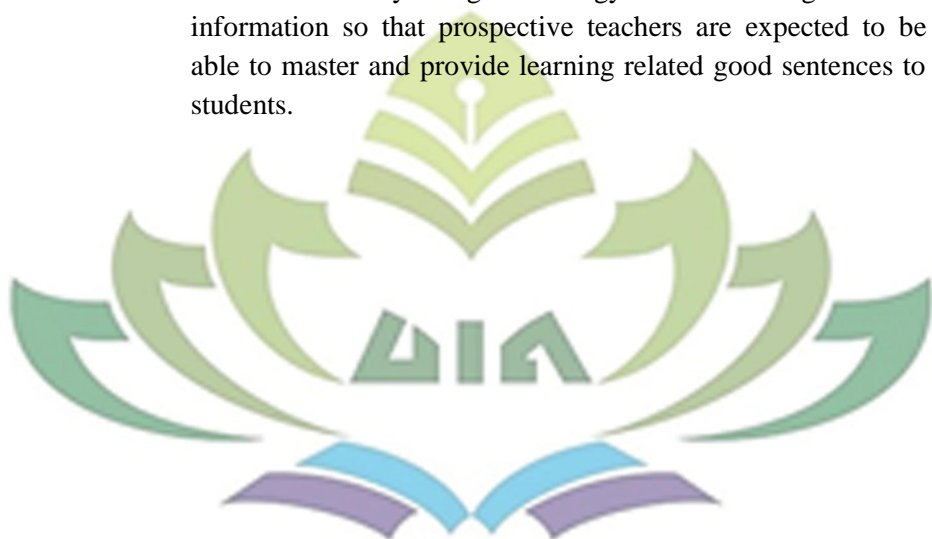 information so that prospective teachers are expected to be
able to master and provide learning related good sentences to
students.